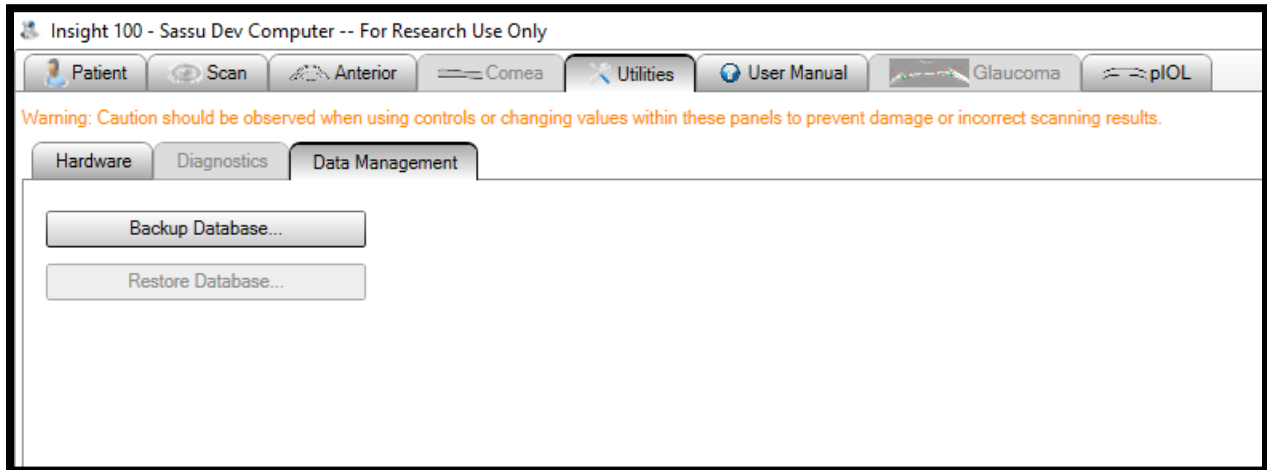 Insight 100 - Sassu Dev Computer -- For Research Use Only
Patient Scan Anterior Cornea Utilities User Manual Glaucoma pIOL
Warning: Caution should be observed when using controls or changing values within these panels to prevent damage or incorrect scanning results.
Hardware Diagnostics Data Management
Backup Database...
Restore Database...